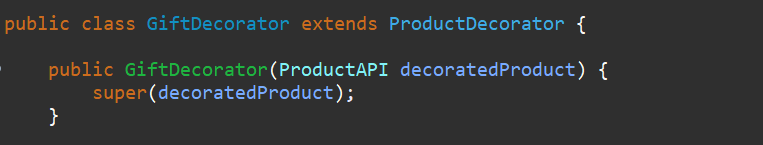 public class GiftDecorator extends ProductDecorator {
public GiftDecorator(ProductAPI decoratedProduct) {
super(decoratedProduct);
}